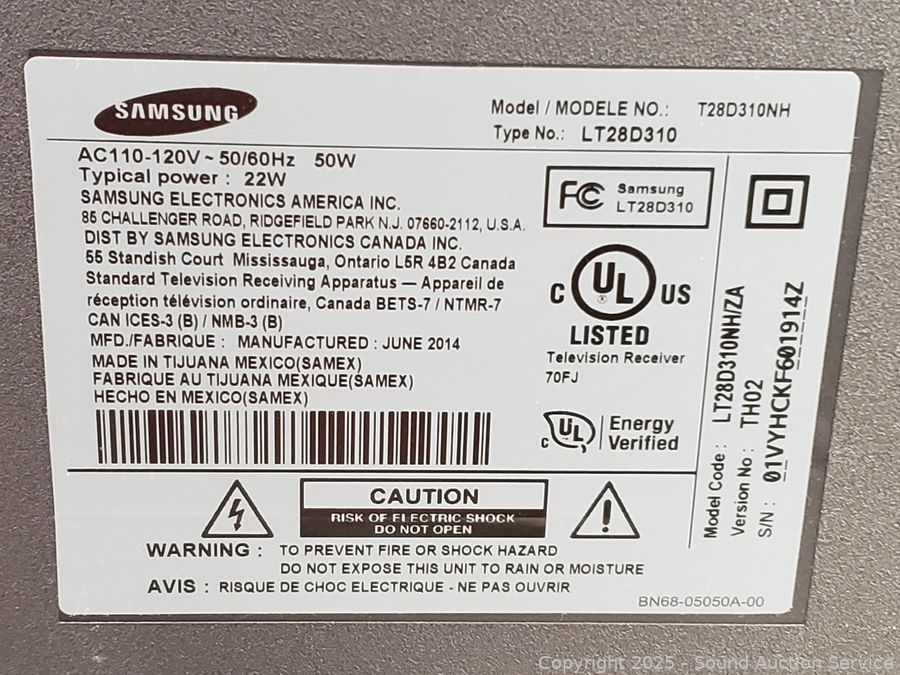 SAMSUNG
Model / MODELE NO.: T28D310NH
Type No.: LT28D310
AC110-120V ~ 50/60Hz 50W
Typical power : 22W
SAMSUNG ELECTRONICS AMERICA INC.
85 CHALLENGER ROAD, RIDGEFIELD PARK N.J. 07660-2112, U.S.A.
DIST BY SAMSUNG ELECTRONICS CANADA INC.
55 Standish Court Mississauga, Ontario L5R 4B2 Canada
Standard Television Receiving Apparatus — Appareil de
réception télévision ordinaire, Canada BETS-7 / NTMR-7
CAN ICES-3 (B) / NMB-3 (B)
MFD./FABRIQUE : MANUFACTURED : JUNE 2014
MADE IN TIJUANA MEXICO(SAMEX)
FABRIQUE AU TIJUANA MEXIQUE(SAMEX)
HECHO EN MEXICO(SAMEX)
FC Samsung
LT28D310
C UL US
LISTED
Television Receiver
70FJ
C UL Energy
Verified
Model Code : LT28D310NH/ZA
Version No : TH02
S/N : 01VYHCKF601914Z
CAUTION
RISK OF ELECTRIC SHOCK
DO NOT OPEN
WARNING : TO PREVENT FIRE OR SHOCK HAZARD
DO NOT EXPOSE THIS UNIT TO RAIN OR MOISTURE
AVIS : RISQUE DE CHOC ELECTRIQUE - NE PAS OUVRIR
BN68-05050A-00
Copyright 2025 - Sound Auction Service